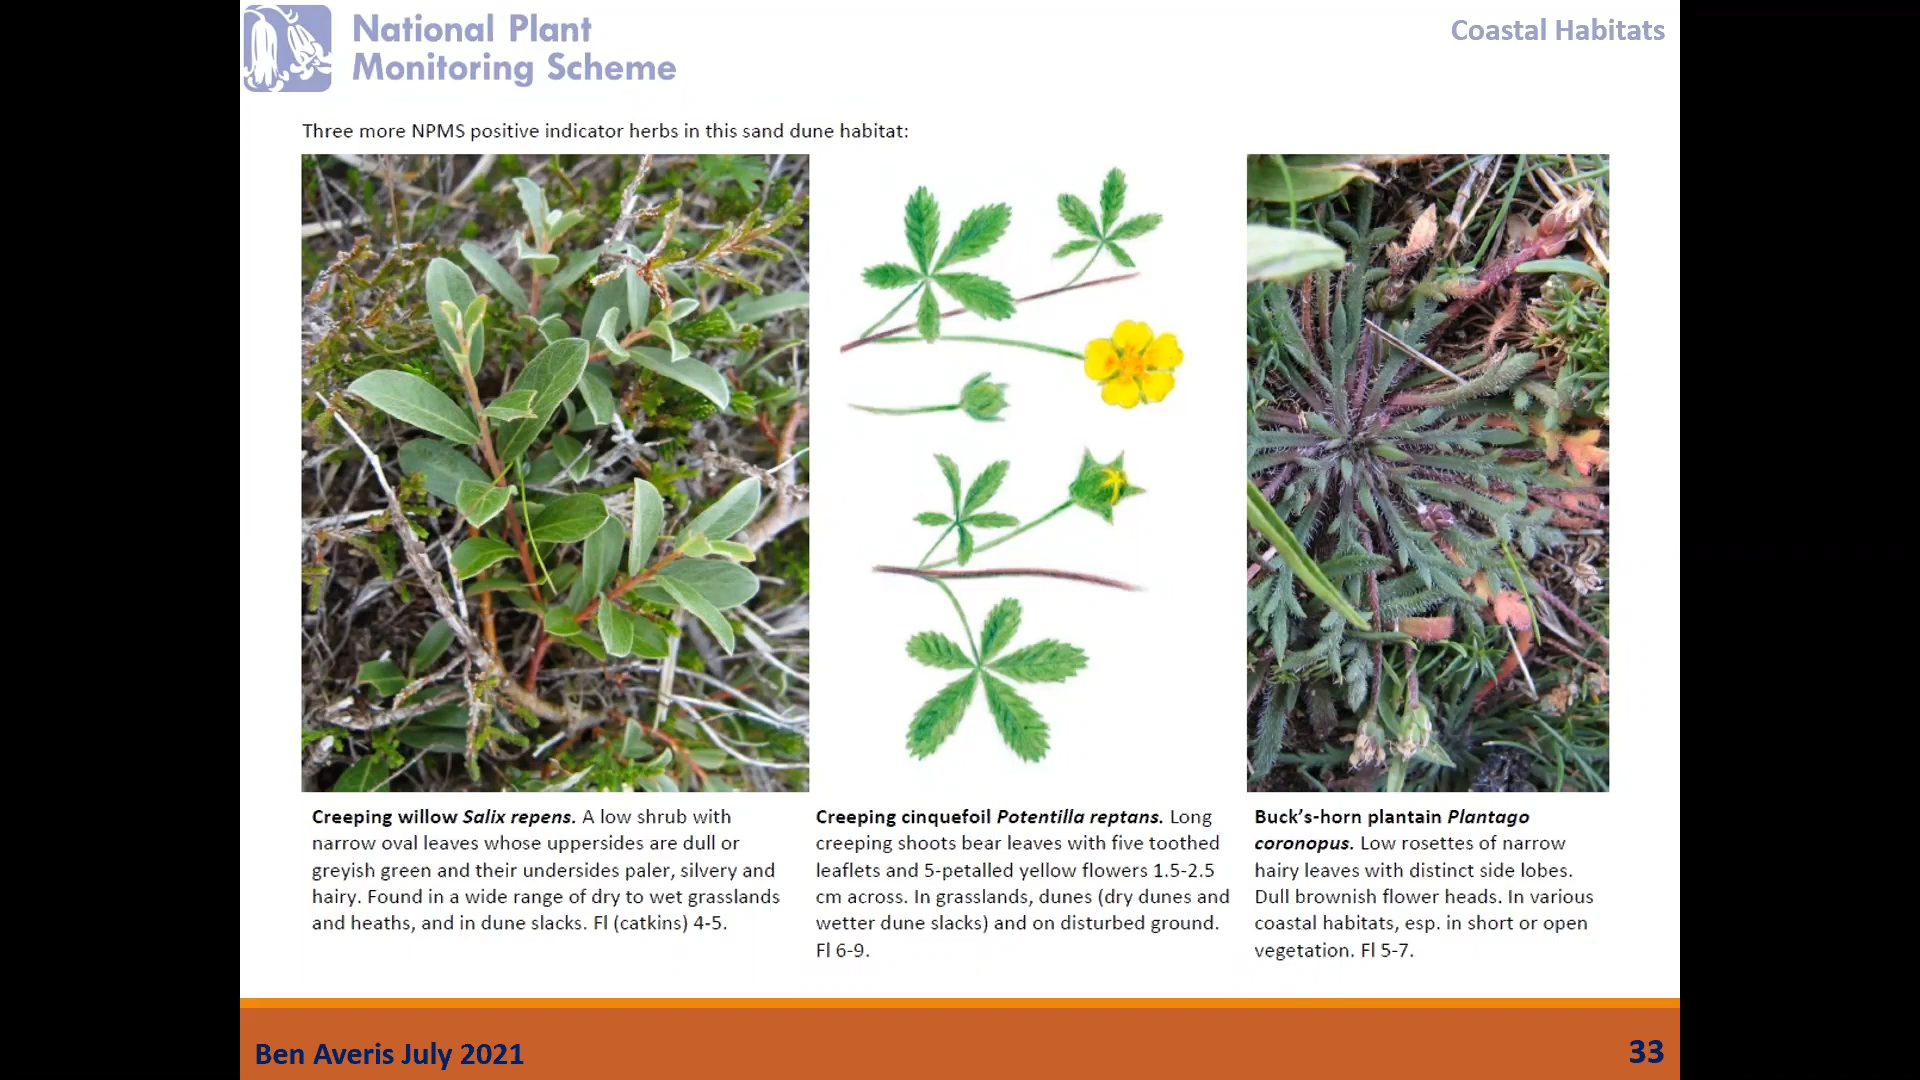 National Plant
Monitoring Scheme
Coastal Habitats
Three more NPMS positive indicator herbs in this sand dune habitat:
Creeping willow Salix repens. A low shrub with
narrow oval leaves whose uppersides are dull or
greyish green and their undersides paler, silvery and
hairy. Found in a wide range of dry to wet grasslands
and heaths, and in dune slacks. Fl (catkins) 4-5.
Creeping cinquefoil Potentilla reptans. Long
creeping shoots bear leaves with five toothed
leaflets and 5-petalled yellow flowers 1.5-2.5
cm across. In grasslands, dunes (dry dunes and
wetter dune slacks) and on disturbed ground.
Fl 6-9.
Buck's-horn plantain Plantago
coronopus. Low rosettes of narrow
hairy leaves with distinct side lobes.
Dull brownish flower heads. In various
coastal habitats, esp. in short or open
vegetation. Fl 5-7.
Ben Averis July 2021
33